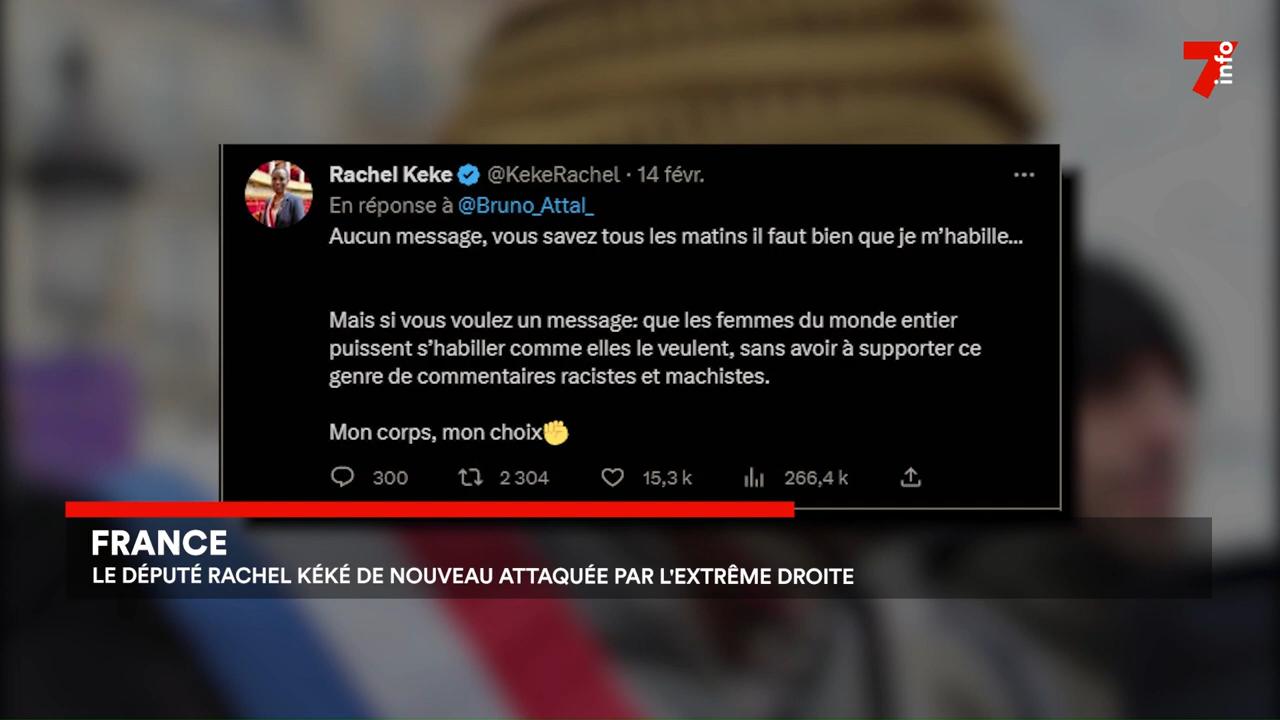 7 info
Rachel Keke @KekeRachel · 14 févr.
En réponse à @Bruno_Attal_
Aucun message, vous savez tous les matins il faut bien que je m’habille...
Mais si vous voulez un message: que les femmes du monde entier
puissent s’habiller comme elles le veulent, sans avoir à supporter ce
genre de commentaires racistes et machistes.
Mon corps, mon choix✊
300 2 304 15,3 k 266,4 k
FRANCE
LE DÉPUTÉ RACHEL KÉKÉ DE NOUVEAU ATTAQUÉE PAR L'EXTRÊME DROITE